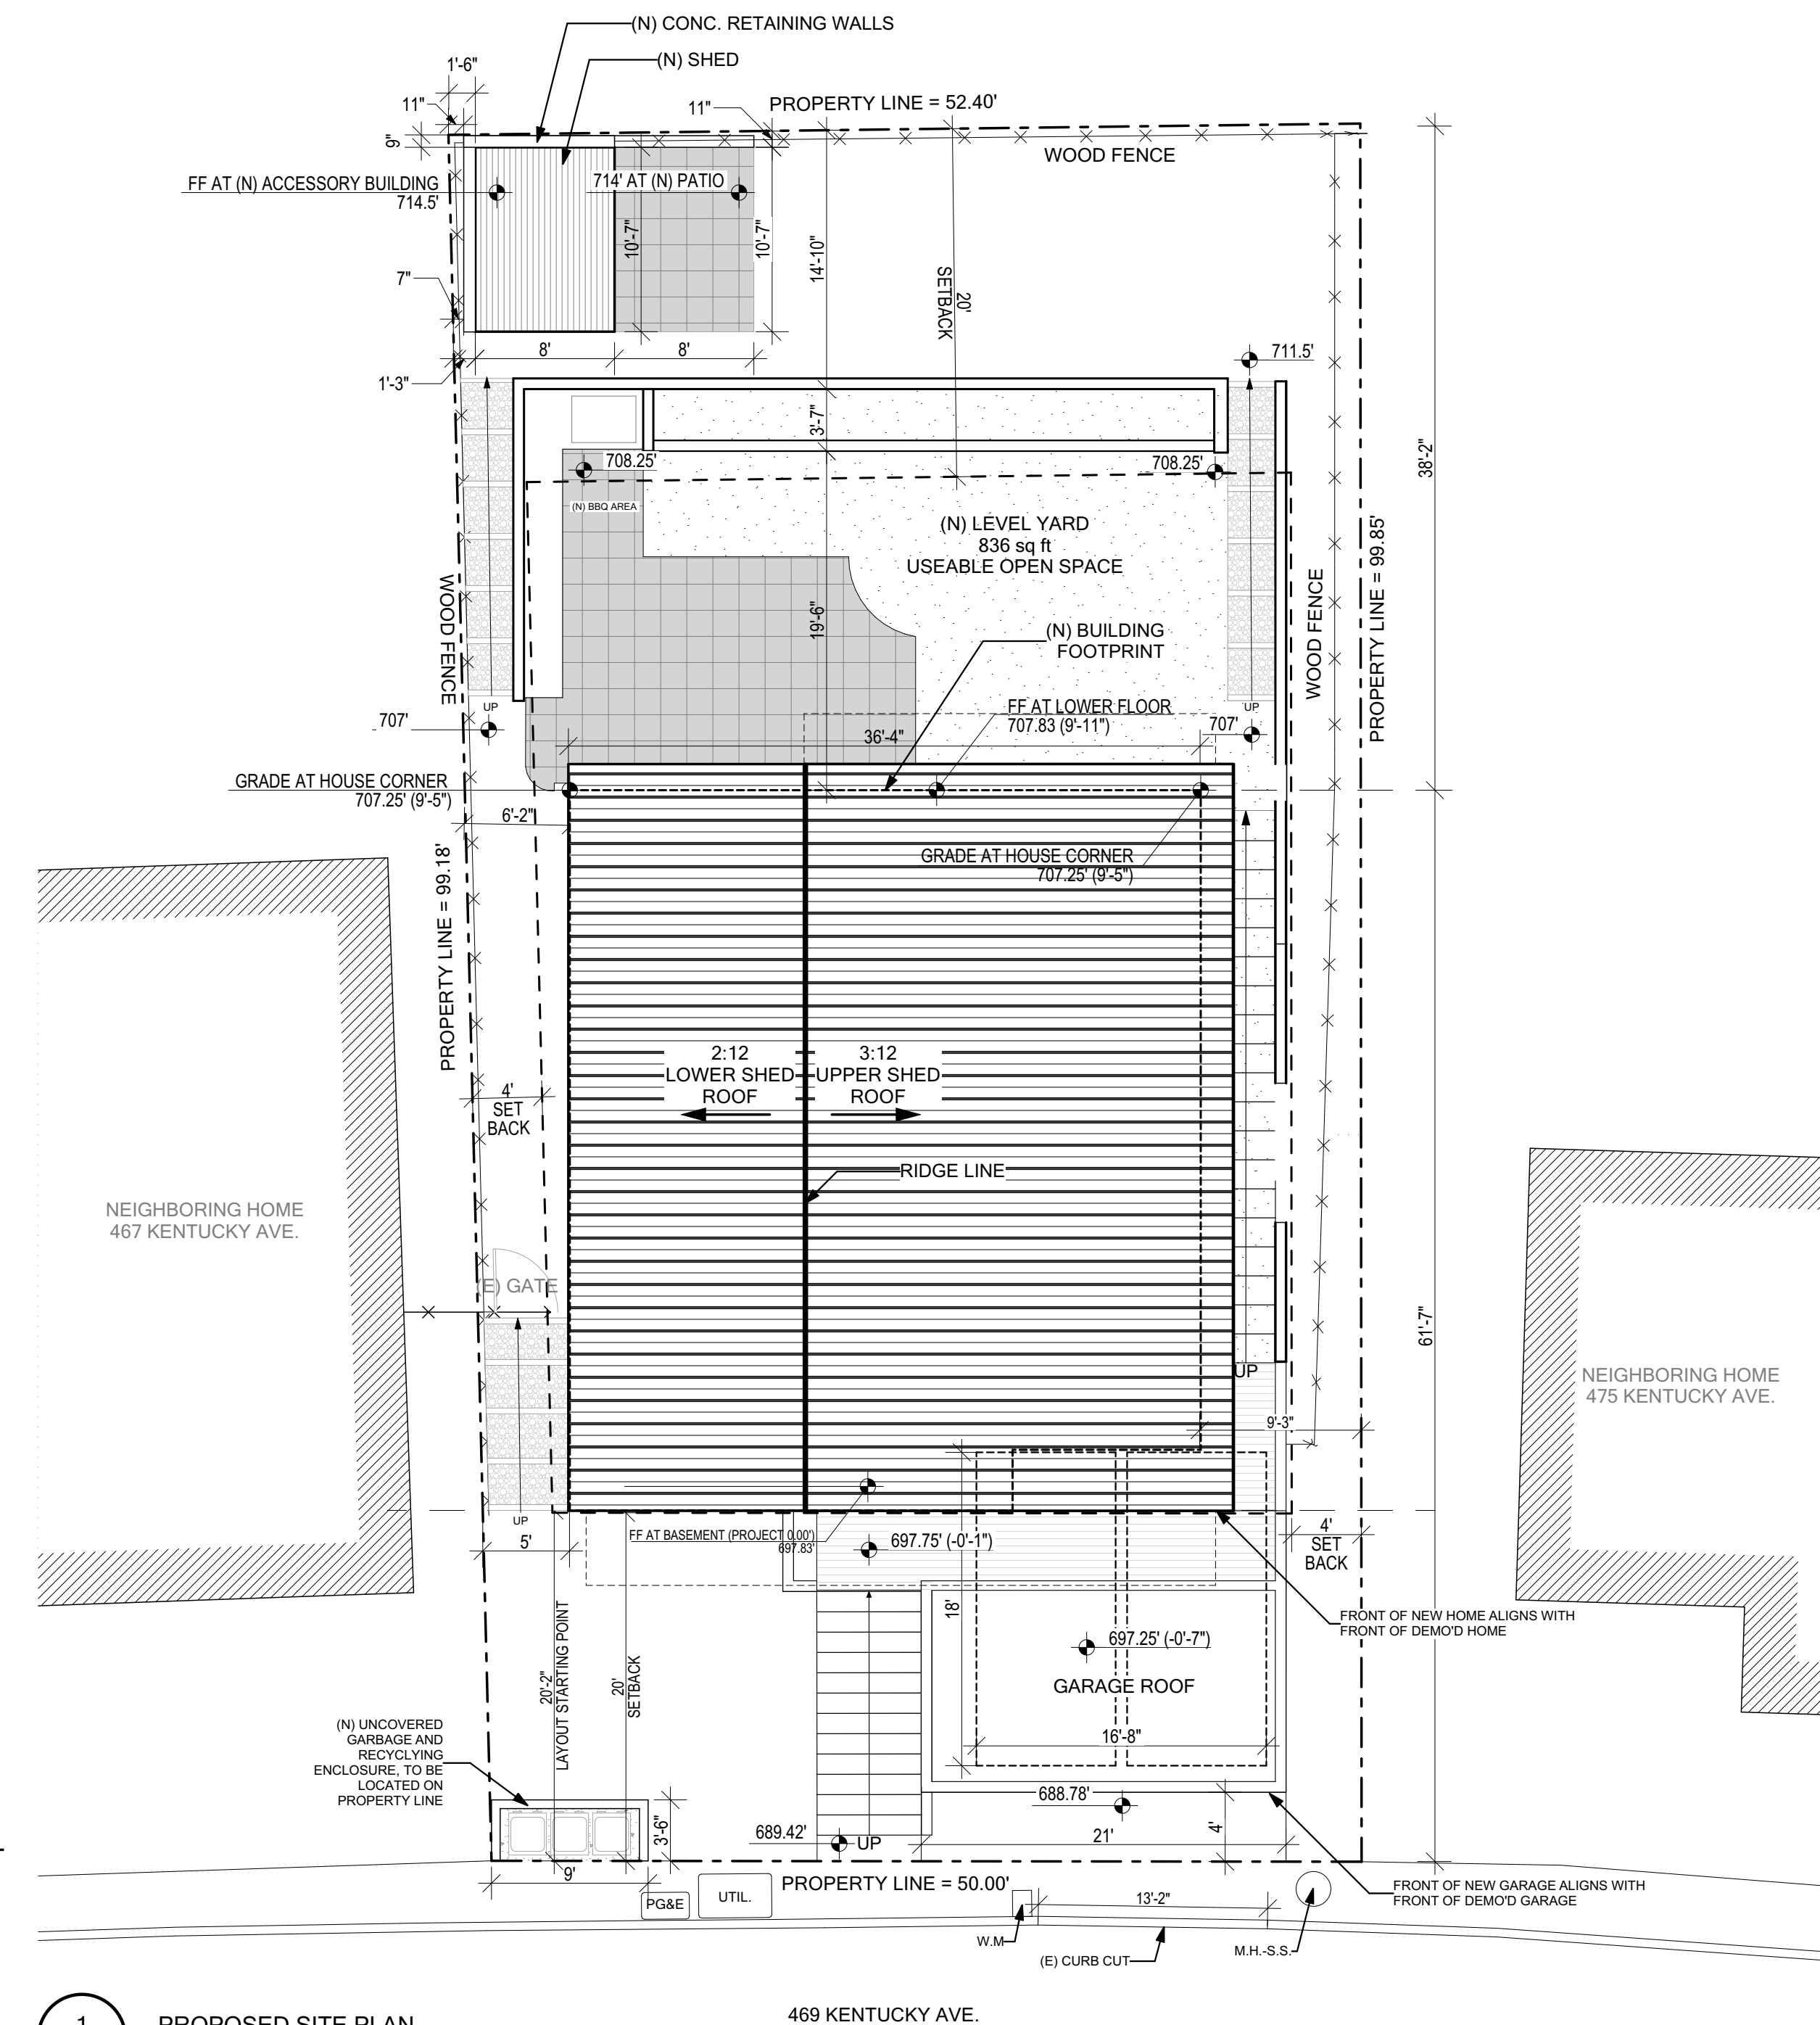 (N) CONC. RETAINING WALLS
(N) SHED
1'-6"
11"
11"
PROPERTY LINE = 52.40'
9"
WOOD FENCE
FF AT (N) ACCESSORY BUILDING
714.5'
714' AT (N) PATIO
10'-7"
10'-7"
14'-10"
20'
SETBACK
7"
8'
8'
1'-3"
711.5'
3'-7"
38'-2"
708.25'
708.25'
(N) BBQ AREA
(N) LEVEL YARD
836 sq ft
USEABLE OPEN SPACE
WOOD FENCE
WOOD FENCE
PROPERTY LINE = 99.85'
19'-6"
(N) BUILDING
FOOTPRINT
UP
UP
707'
FF AT LOWER FLOOR
707.83 (9'-11")
707'
36'-4"
GRADE AT HOUSE CORNER
707.25' (9'-5")
6'-2"
GRADE AT HOUSE CORNER
707.25' (9'-5")
PROPERTY LINE = 99.18'
2:12
LOWER SHED
ROOF
3:12
UPPER SHED
ROOF
4'
SET
BACK
RIDGE LINE
NEIGHBORING HOME
467 KENTUCKY AVE.
(E) GATE
61'-7"
UP
NEIGHBORING HOME
475 KENTUCKY AVE.
9'-3"
UP
5'
FF AT BASEMENT (PROJECT 0.00')
697.83'
697.75' (-0'-1")
4'
SET
BACK
18'
FRONT OF NEW HOME ALIGNS WITH
FRONT OF DEMO'D HOME
697.25' (-0'-7")
GARAGE ROOF
20'-2"
LAYOUT STARTING POINT
20'
SETBACK
16'-8"
(N) UNCOVERED
GARBAGE AND
RECYCLYING
ENCLOSURE, TO BE
LOCATED ON
PROPERTY LINE
688.78'
3'-6"
689.42'
UP
21'
4'
9'
PROPERTY LINE = 50.00'
PG&E
UTIL.
13'-2"
FRONT OF NEW GARAGE ALIGNS WITH
FRONT OF DEMO'D GARAGE
W.M
(E) CURB CUT
M.H.-S.S.
469 KENTUCKY AVE.
1
PROPOSED SITE PLAN